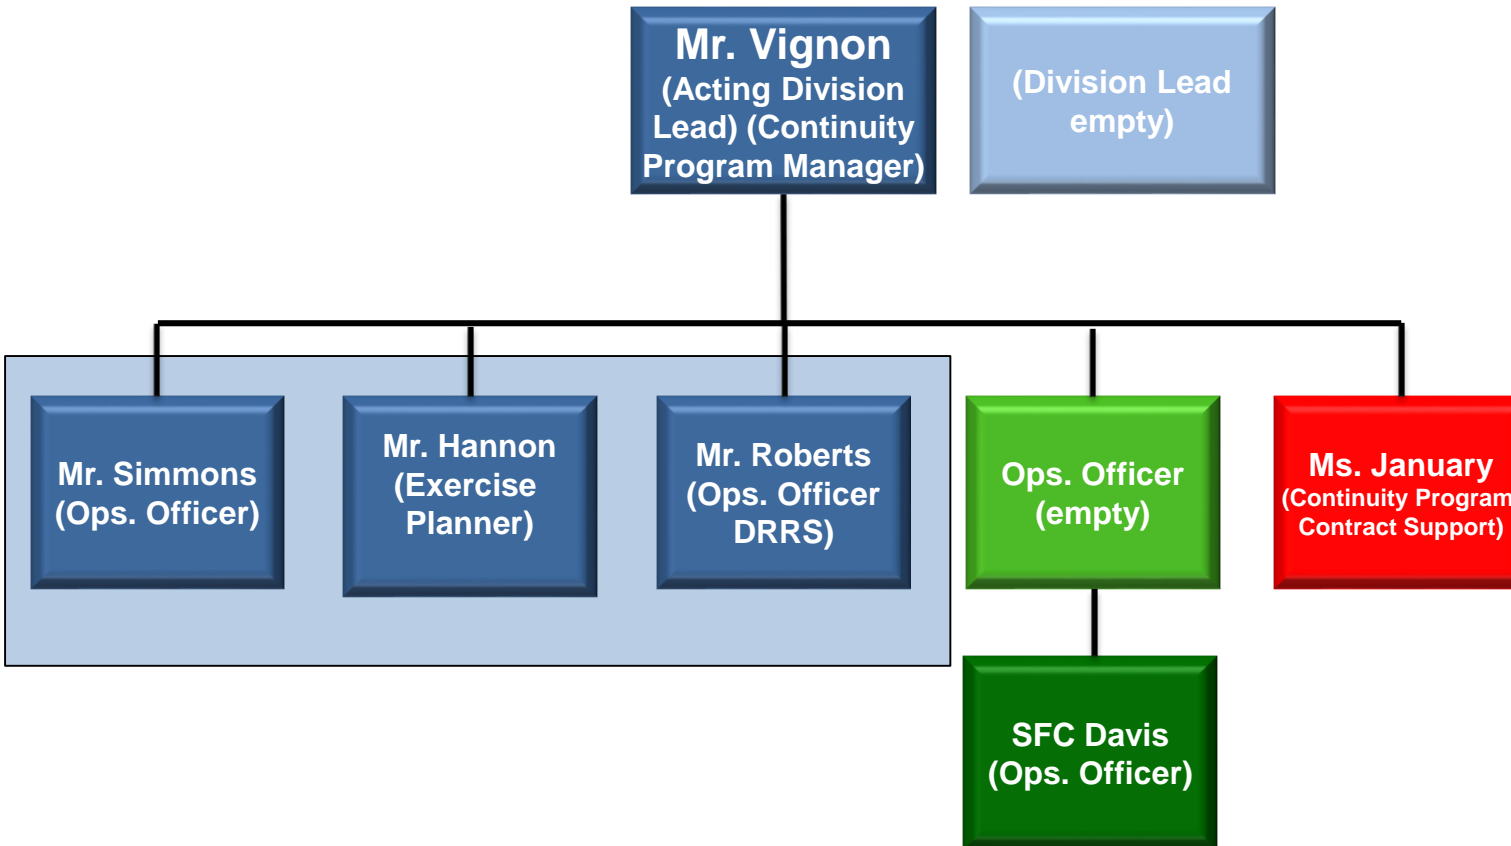 Mr. Vignon
(Acting Division
Lead) (Continuity
Program Manager)
(Division Lead
empty)
Mr. Simmons
(Ops. Officer)
Mr. Hannon
(Exercise
Planner)
Mr. Roberts
(Ops. Officer
DRRS)
Ops. Officer
(empty)
Ms. January
(Continuity Program
Contract Support)
SFC Davis
(Ops. Officer)